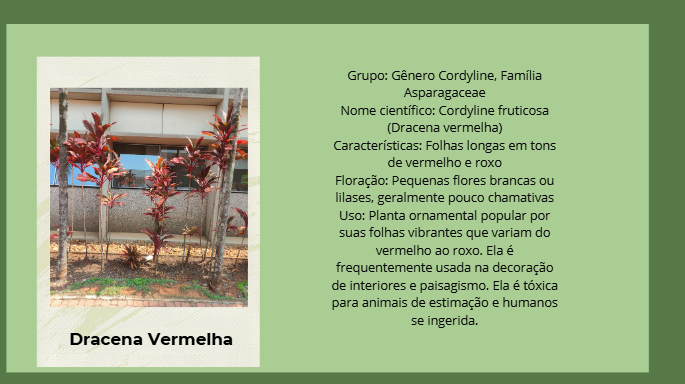 Grupo: Gênero Cordyline, Família
Asparagaceae
Nome científico: Cordyline fruticosa
(Dracena vermelha)
Características: Folhas longas em tons
de vermelho e roxo
Floração: Pequenas flores brancas ou
lilases, geralmente pouco chamativas
Uso: Planta ornamental popular por
suas folhas vibrantes que variam do
vermelho ao roxo. Ela é
frequentemente usada na decoração
de interiores e paisagismo. Ela é tóxica
para animais de estimação e humanos
se ingerida.
Dracena Vermelha